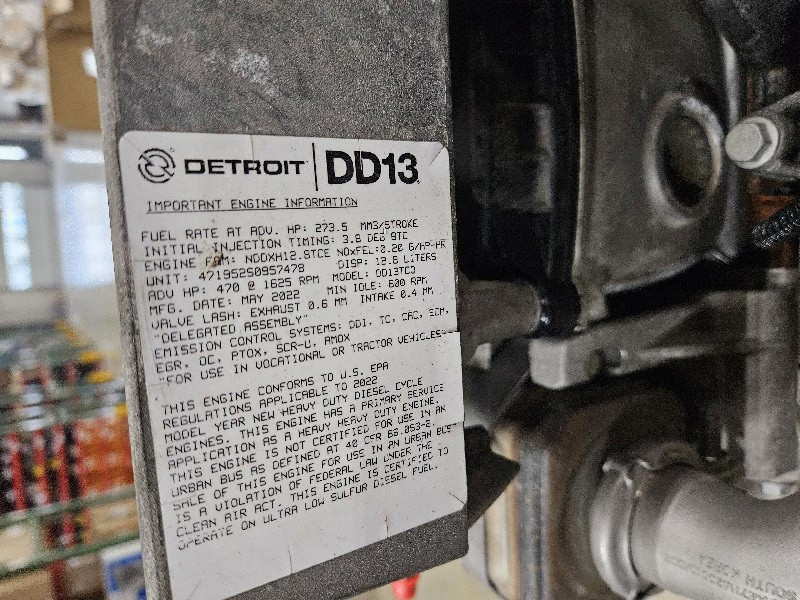 DETROIT DD13
IMPORTANT ENGINE INFORMATION
FUEL RATE AT ADV. HP: 273.5 MM3/STROKE
INITIAL INJECTION TIMING: 3.8 DEG BTC
ENGINE FAM: NDDXH12.8TCE NOxFEL:0.20 G/HP-HR
UNIT: 471952S0957478 DISP: 12.8 LITERS
ADV HP: 470 @ 1625 RPM MODEL: DD13TC3
MFG. DATE: MAY 2022 MIN IDLE: 600 RPM
VALVE LASH: EXHAUST 0.6 MM INTAKE 0.4 MM
"DELEGATED ASSEMBLY"
EMISSION CONTROL SYSTEMS: DDI, TC, CAC, ECM,
EGR, OC, PTOX, SCR-U, AMOX
"FOR USE IN VOCATIONAL OR TRACTOR VEHICLES"
THIS ENGINE CONFORMS TO U.S. EPA
REGULATIONS APPLICABLE TO 2022
MODEL YEAR NEW HEAVY DUTY DIESEL CYCLE
ENGINES. THIS ENGINE HAS A PRIMARY SERVICE
APPLICATION AS A HEAVY HEAVY DUTY ENGINE.
THIS ENGINE IS NOT CERTIFIED FOR USE IN AN
URBAN BUS AS DEFINED AT 40 CFR 86.093-2.
SALE OF THIS ENGINE FOR USE IN AN URBAN BUS
IS A VIOLATION OF FEDERAL LAW UNDER THE
CLEAN AIR ACT. THIS ENGINE IS CERTIFIED TO
OPERATE ON ULTRA LOW SULFUR DIESEL FUEL.
SOUTH KOREA